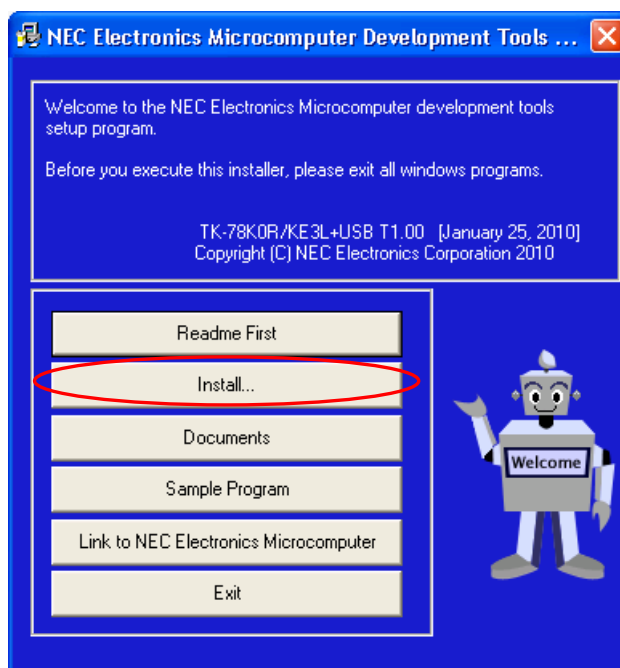 NEC Electronics Microcomputer Development Tools ...
Welcome to the NEC Electronics Microcomputer development tools
setup program.
Before you execute this installer, please exit all windows programs.
TK-78K0R/KE3L+USB T1.00 [January 25, 2010]
Copyright (C) NEC Electronics Corporation 2010
Readme First
Install...
Documents
Sample Program
Link to NEC Electronics Microcomputer
Exit
Welcome